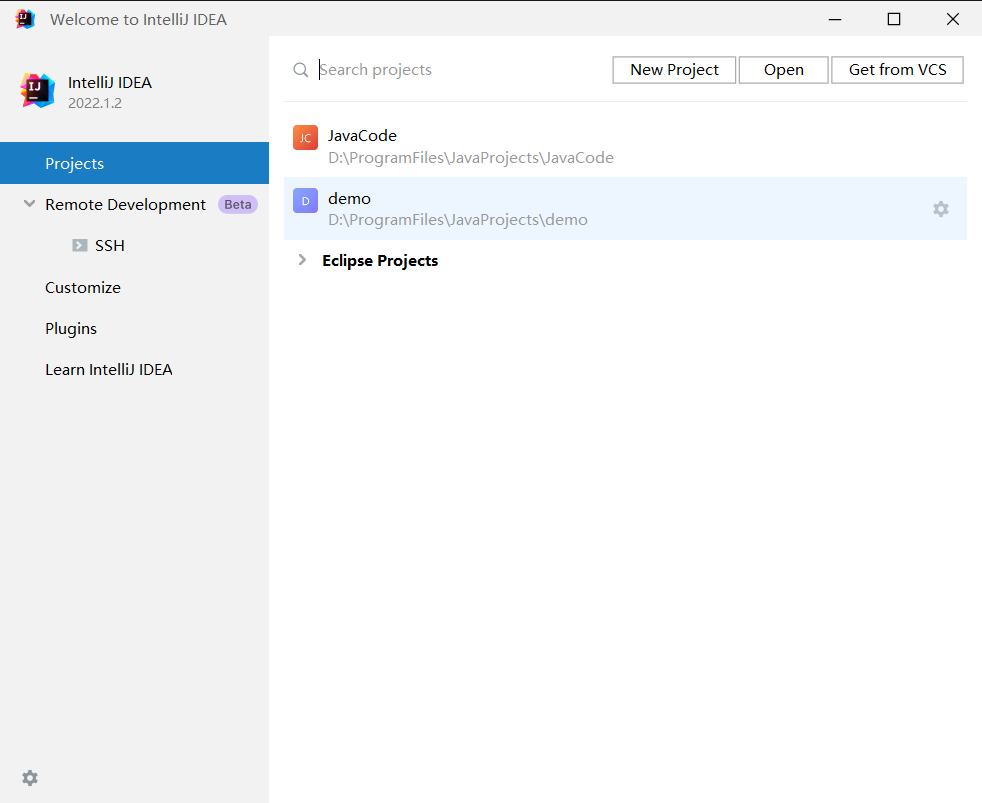 Welcome to IntelliJ IDEA
IJ
IntelliJ IDEA
2022.1.2
Projects
Remote Development Beta
SSH
Customize
Plugins
Learn IntelliJ IDEA
Search projects
New Project
Open
Get from VCS
JC
JavaCode
D:\ProgramFiles\JavaProjects\JavaCode
D
demo
D:\ProgramFiles\JavaProjects\demo
Eclipse Projects